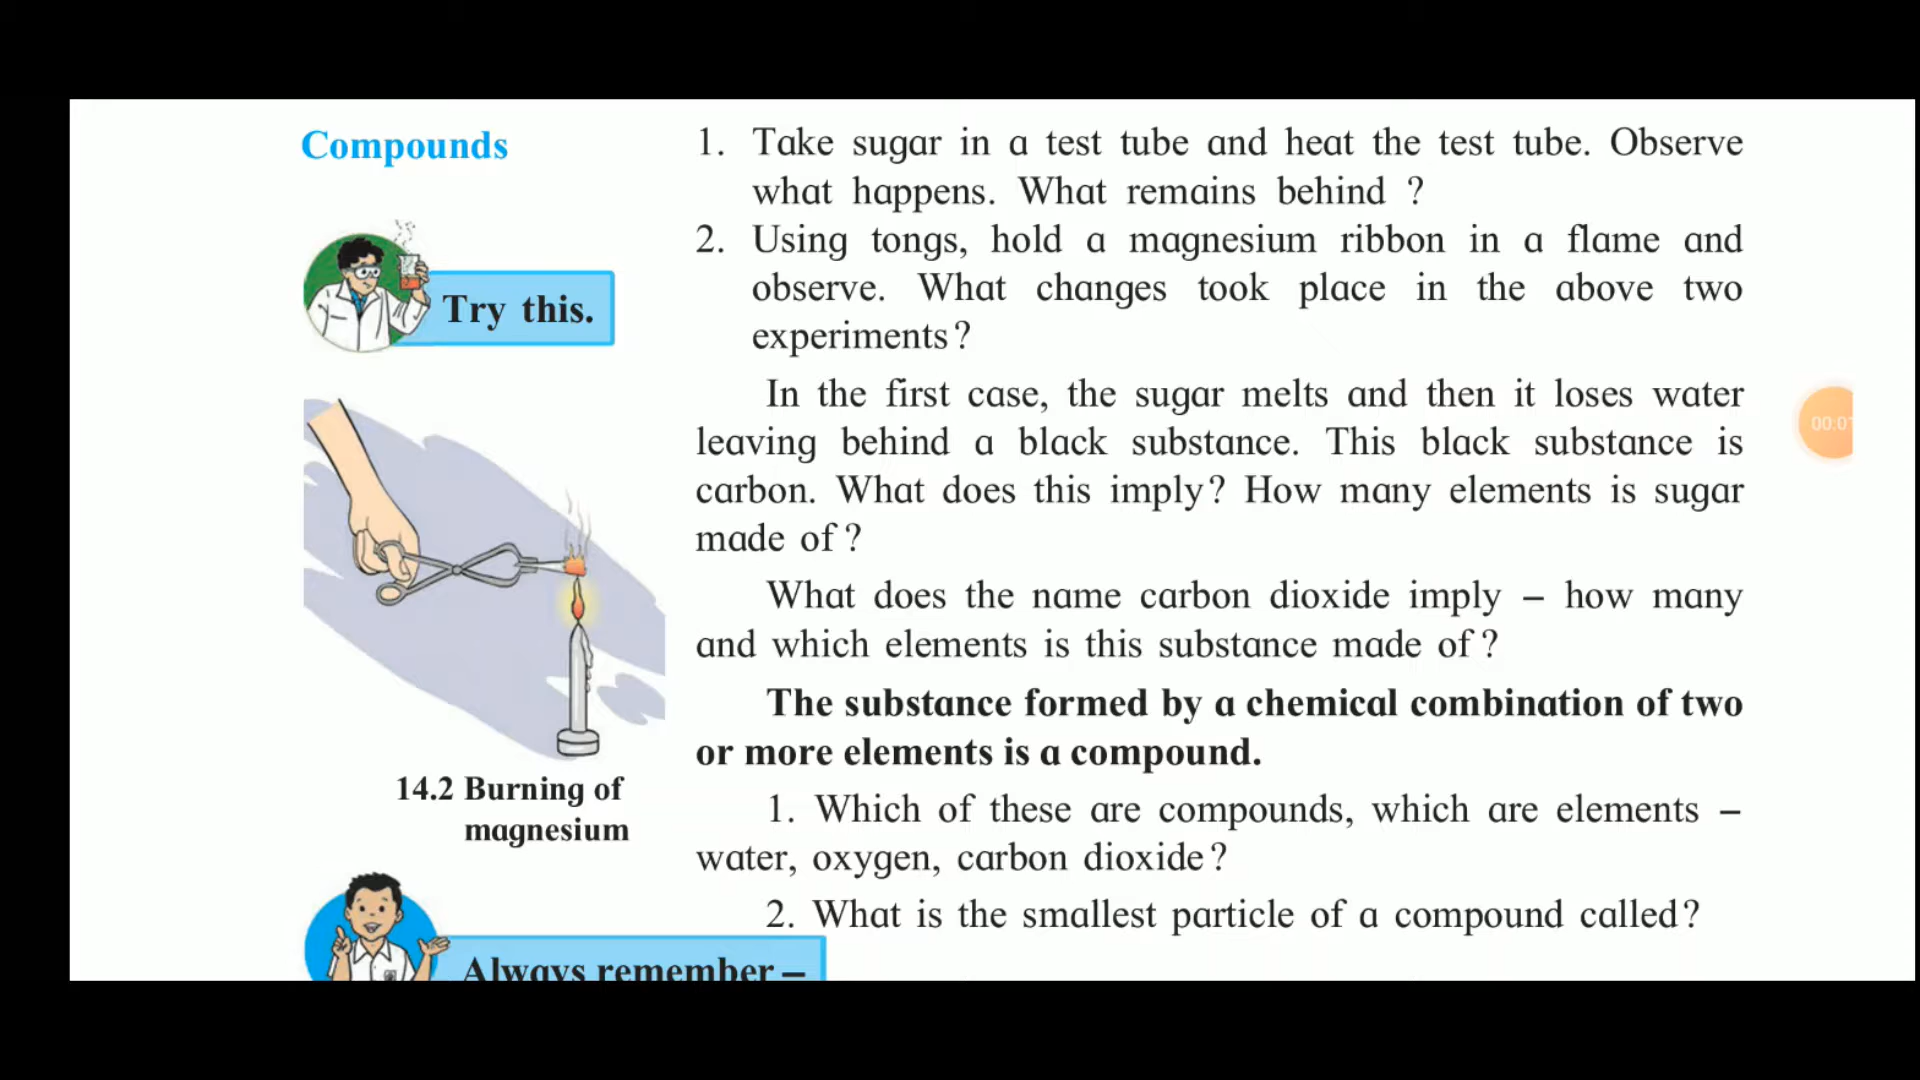 Compounds
1. Take sugar in a test tube and heat the test tube. Observe
what happens. What remains behind ?
2. Using tongs, hold a magnesium ribbon in a flame and
observe. What changes took place in the above two
experiments?
Try this.
In the first case, the sugar melts and then it loses water
leaving behind a black substance. This black substance is
carbon. What does this imply? How many elements is sugar
made of?
What does the name carbon dioxide imply – how many
and which elements is this substance made of?
The substance formed by a chemical combination of two
or more elements is a compound.
14.2 Burning of
magnesium
1. Which of these are compounds, which are elements –
water, oxygen, carbon dioxide?
2. What is the smallest particle of a compound called?
Always remember –